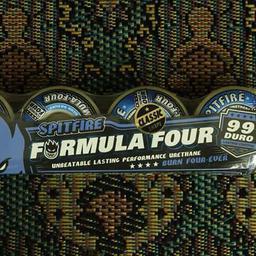 SPITFIRE
CLASSIC
FORMULA FOUR
99
DURO
UNBEATABLE LASTING PERFORMANCE URETHANE
★★★★ BURN FOUR-EVER
SPITFIRE